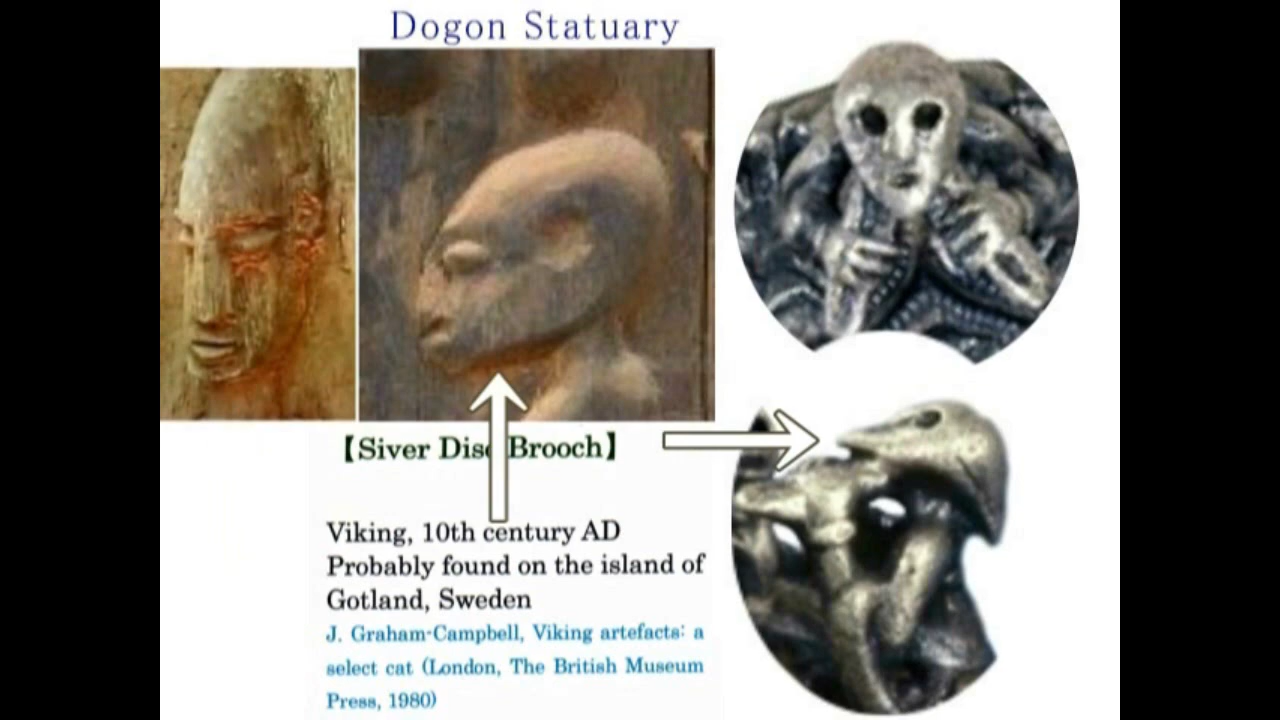 Dogon Statuary
【Siver Disc Brooch】
Viking, 10th century AD
Probably found on the island of
Gotland, Sweden
J. Graham-Campbell, Viking artefacts: a
select cat (London, The British Museum
Press, 1980)